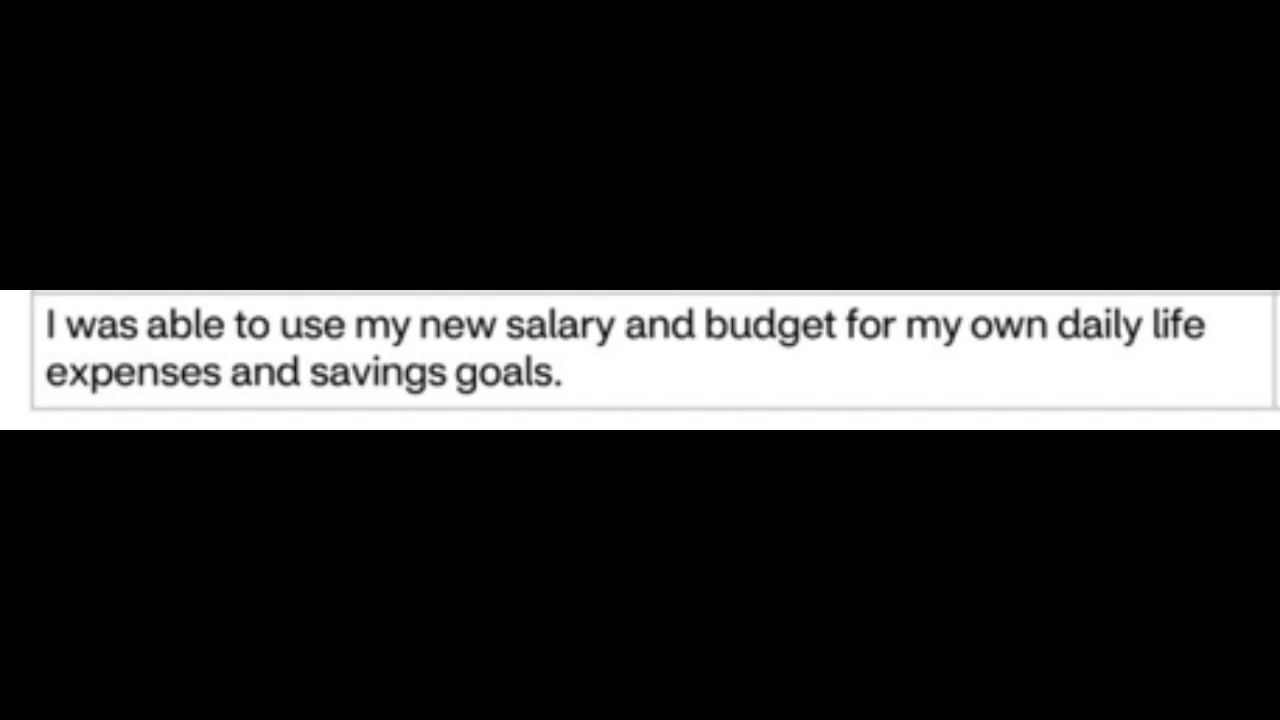 I was able to use my new salary and budget for my own daily life
expenses and savings goals.